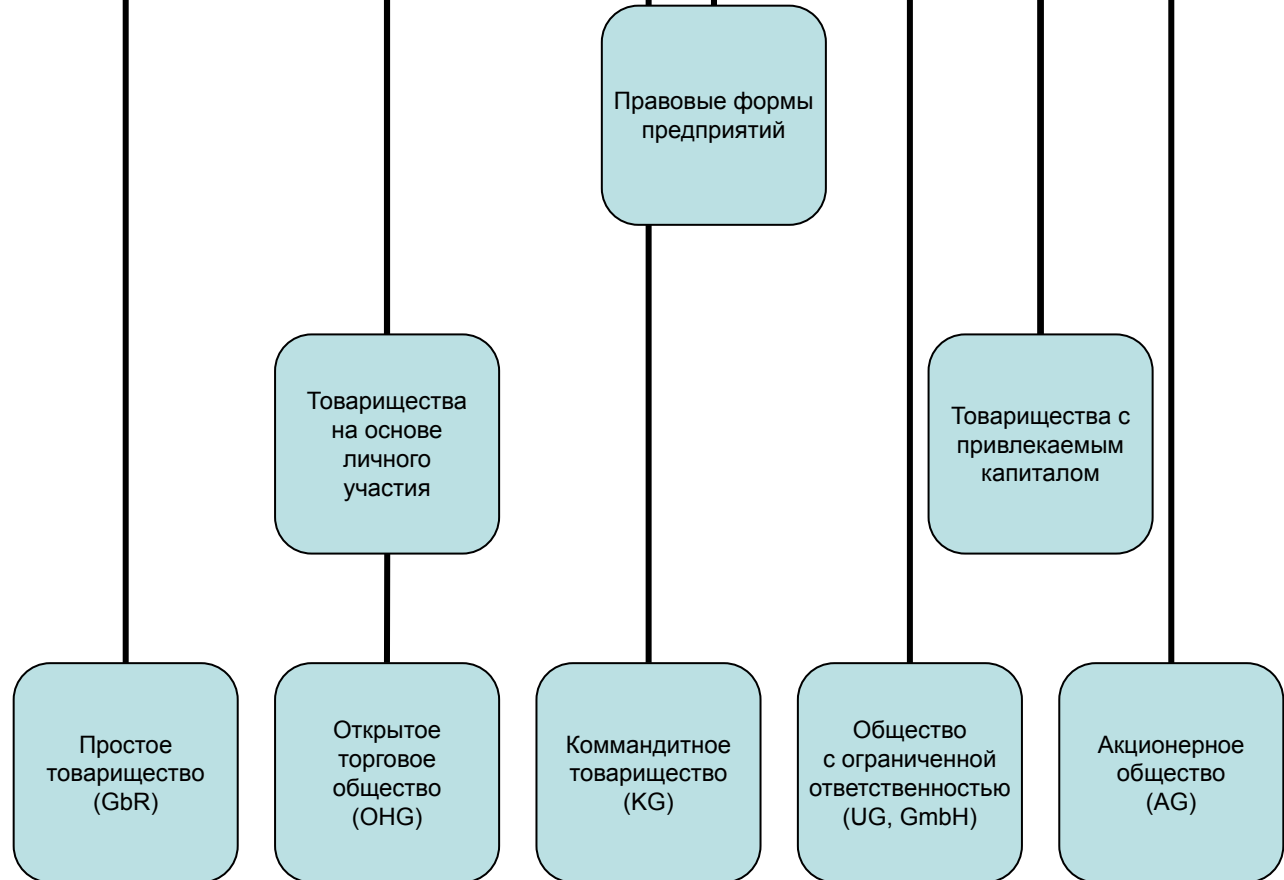 Правовые формы
предприятий
Товарищества
на основе
личного
участия
Товарищества с
привлекаемым
капиталом
Простое
товарищество
(GbR)
Открытое
торговое
общество
(OHG)
Коммандитное
товарищество
(KG)
Общество
с ограниченной
ответственностью
(UG, GmbH)
Акционерное
общество
(AG)